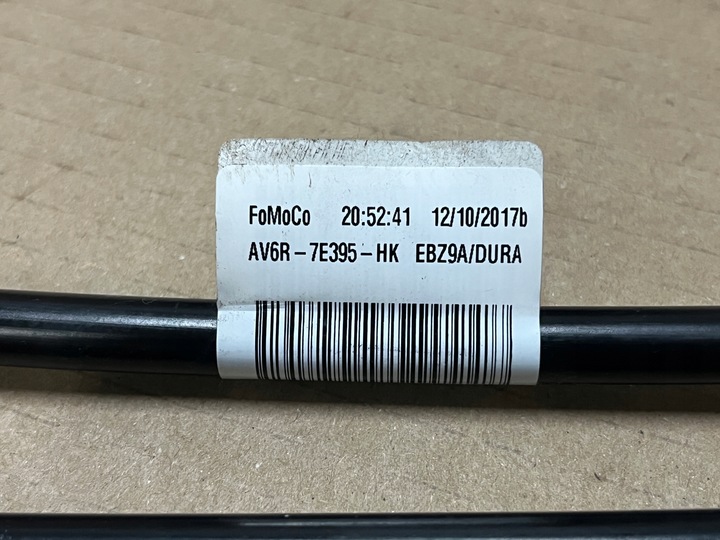 FoMoCo 20:52:41 12/10/2017b
AV6R-7E395-HK EBZ9A/DURA